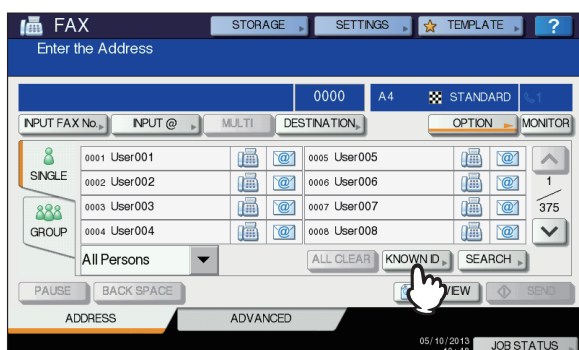 FAX STORAGE SETTINGS TEMPLATE ?
Enter the Address
0000 A4 STANDARD 1
INPUT FAX No. INPUT @ MULTI DESTINATION OPTION MONITOR
SINGLE
0001 User001 @ 0005 User005 @
0002 User002 @ 0006 User006 @
1
375
0003 User003 @ 0007 User007 @
GROUP
0004 User004 @ 0008 User008 @
All Persons ALL CLEAR KNOWN ID SEARCH
PAUSE BACK SPACE SEND
ADDRESS ADVANCED
05/10/2013
JOB STATUS